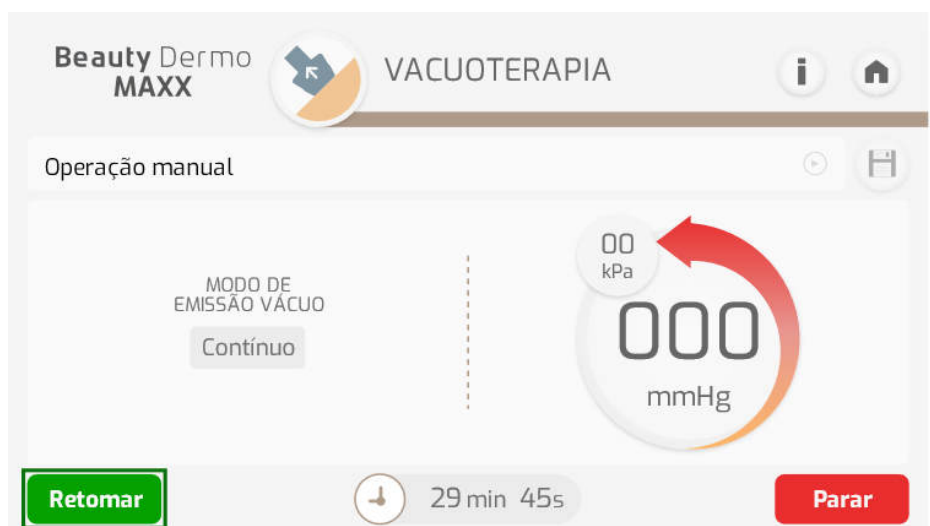 Beauty Dermo
MAXX
VACUOTERAPIA
i
Operação manual
MODO DE
EMISSÃO VÁCUO
Contínuo
00
kPa
000
mmHg
Retomar
29 min 45s
Parar